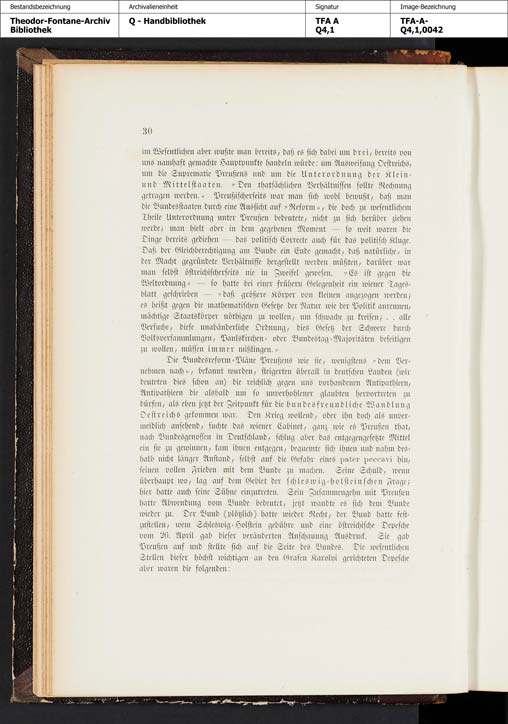 Bestandsbezeichnung
Archivalieneinheit
Signatur
Image-Bezeichnung
Theodor-Fontane-Archiv
Bibliothek
Q - Handbibliothek
TFA A
Q4,1
TFA-A-
Q4,1,0042
30
im Wesentlichen aber wußte man bereits, daß es sich dabei um drei, bereits von
uns namhaft gemachte Hauptpunkte handeln würde: um Ausweisung Oestreichs,
um die Suprematie Preußens und um die Unterordnung der Klein-
und Mittelstaaten. »Den thatsächlichen Verhältnissen sollte Rechnung
getragen werden.« Preußischerseits war man sich wohl bewußt, daß man
die Bundesstaaten durch eine Aussicht auf »Reform«, die doch zu wesentlichem
Theile Unterordnung unter Preußen bedeutete, nicht zu sich herüber ziehen
werde; man hielt aber in dem gegebenen Moment — so weit waren die
Dinge bereits gediehen — das politisch Correcte auch für das politisch Kluge.
Daß der Gleichberechtigung am Bunde ein Ende gemacht, daß natürliche, in
der Macht gegründete Verhältnisse hergestellt werden müßten, darüber war
man selbst östreichischerseits nie in Zweifel gewesen. »Es ist gegen die
Weltordnung« — so hatte bei einer frühern Gelegenheit ein wiener Tages-
blatt geschrieben — »daß größere Körper von kleinen angezogen werden;
es heißt gegen die mathematischen Gesetze der Natur wie der Politik anrennen,
mächtige Staatskörper nöthigen zu wollen, um schwache zu kreisen; . . alle
Versuche, diese unabänderliche Ordnung, dies Gesetz der Schwere durch
Volksversammlungen, Paulskirchen- oder Bundestag-Majoritäten beseitigen
zu wollen, müssen immer mißlingen.«
Die Bundesreform-Pläne Preußens wie sie, wenigstens »dem Ver-
nehmen nach«, bekannt wurden, steigerten überall in deutschen Landen (wir
deuteten dies schon an) die reichlich gegen uns vorhandenen Antipathieen,
Antipathieen die alsbald um so unverhohlener hervortreten zu
dürfen, als eben jetzt der Zeitpunkt für die bundesfreundliche Wandlung
Oestreichs gekommen war. Den Krieg wollend, oder ihn doch als unver-
meidlich ansehend, suchte das wiener Cabinet, ganz wie es Preußen that,
nach Bundesgenossen in Deutschland, schlug aber das entgegengesetzte Mittel
ein sie zu gewinnen, kam ihnen entgegen, bequemte sich ihnen und nahm des-
halb nicht länger Anstand, selbst auf die Gefahr eines pater peccavi hin,
seinen vollen Frieden mit dem Bunde zu machen. Seine Schuld, wenn
überhaupt wo, lag auf dem Gebiet der schleswig-holsteinschen Frage;
hier hatte auch seine Sühne einzutreten. Sein Zusammengehn mit Preußen
hatte Abwendung vom Bunde bedeutet, jetzt wandte es sich dem Bunde
wieder zu. Der Bund (plötzlich) hatte wieder Recht, der Bund hatte fest-
zustellen, wem Schleswig-Holstein gebühre und eine östreichische Depesche
vom 26. April gab dieser veränderten Anschauung Ausdruck. Sie gab
Preußen auf und stellte sich auf die Seite des Bundes. Die wesentlichen
Stellen dieser höchst wichtigen an den Grafen Karolyi gerichteten Depesche
aber waren die folgenden: